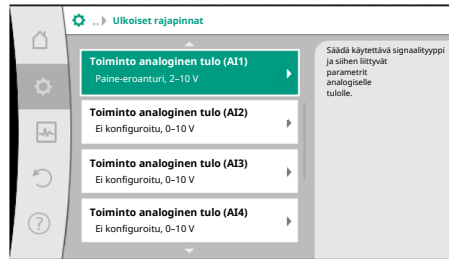 .. Ulkoiset rajapinnat
Toiminto analoginen tulo (AI1)
Paine-eroanturi, 2–10 V
Toiminto analoginen tulo (AI2)
Ei konfiguroitu, 0–10 V
Toiminto analoginen tulo (AI3)
Ei konfiguroitu, 0–10 V
Toiminto analoginen tulo (AI4)
Ei konfiguroitu, 0–10 V
Säädä käytettävä signaalityyppi
ja siihen liittyvät
parametrit
analogiselle
tulolle.